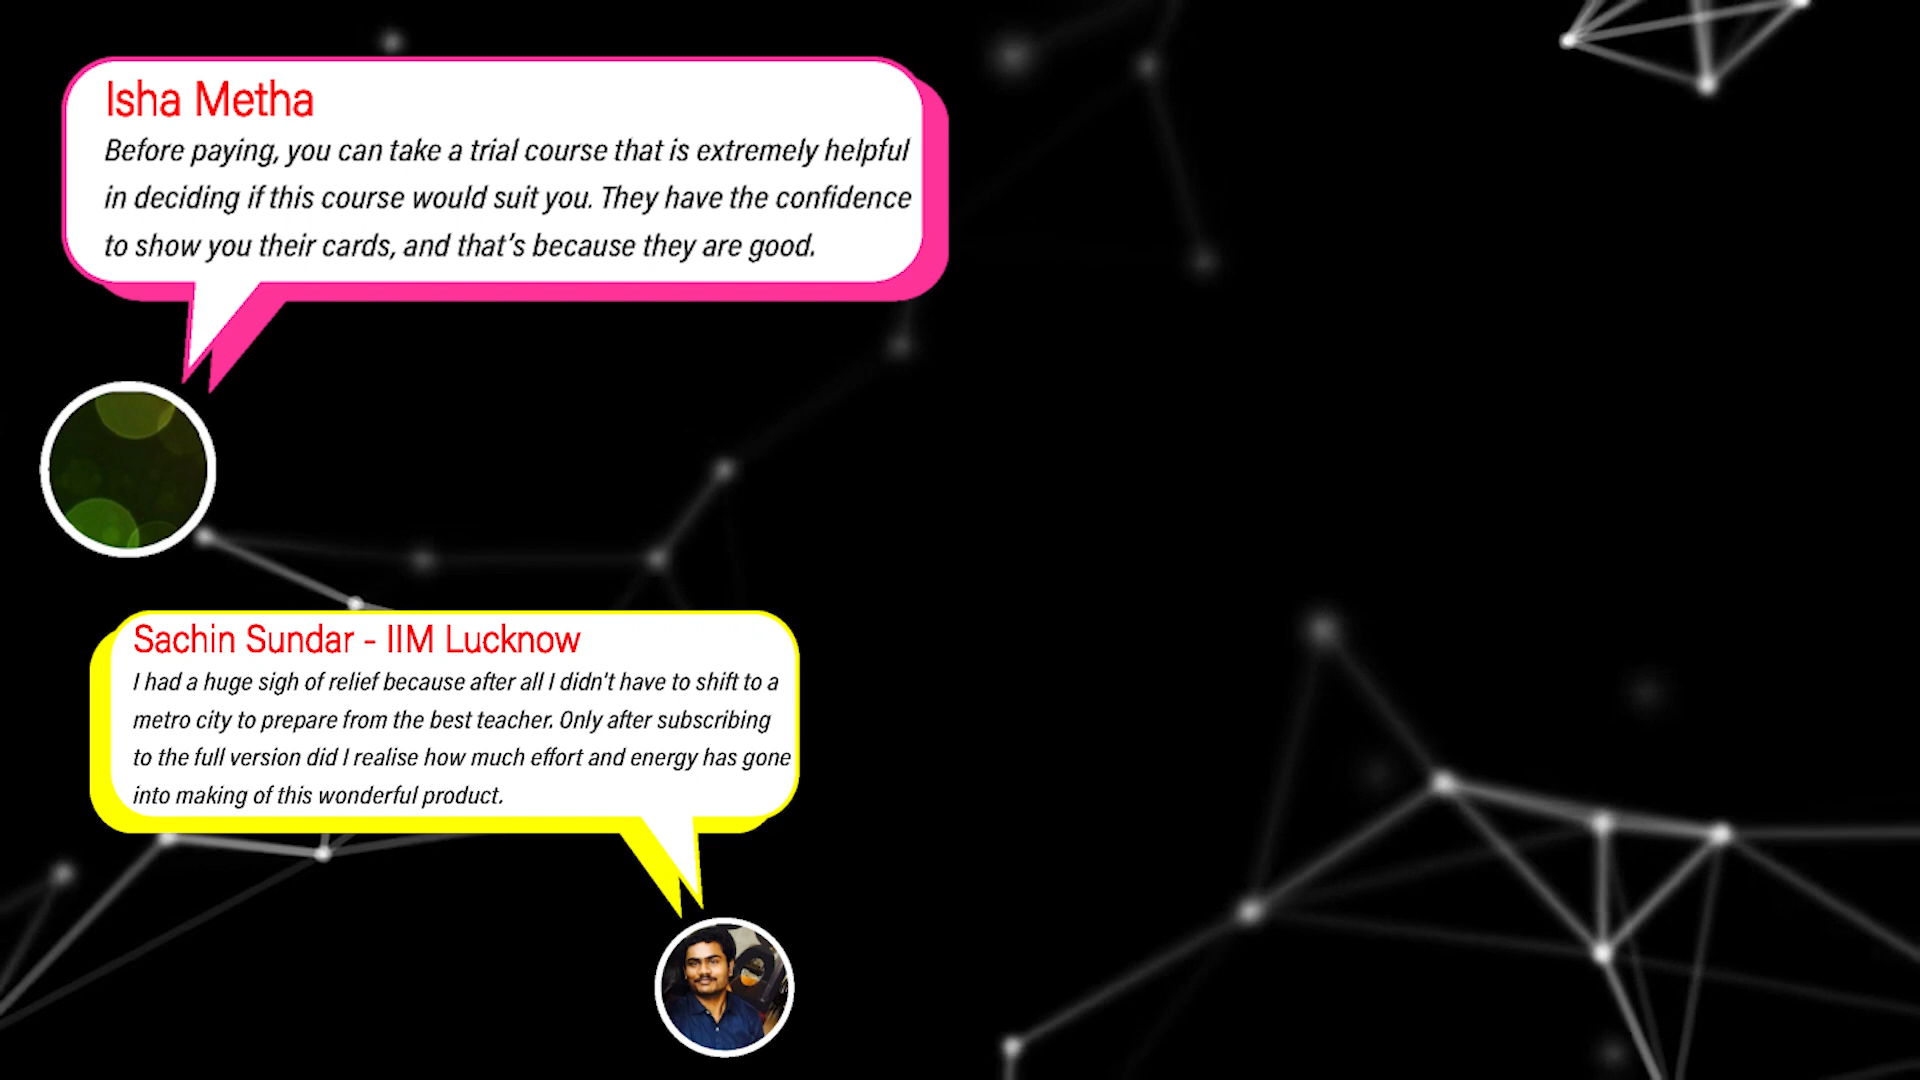 Isha Metha
Before paying, you can take a trial course that is extremely helpful
in deciding if this course would suit you. They have the confidence
to show you their cards, and that's because they are good.
Sachin Sundar - IIM Lucknow
I had a huge sigh of relief because after all I didn't have to shift to a
metro city to prepare from the best teacher. Only after subscribing
to the full version did I realise how much effort and energy has gone
into making of this wonderful product.